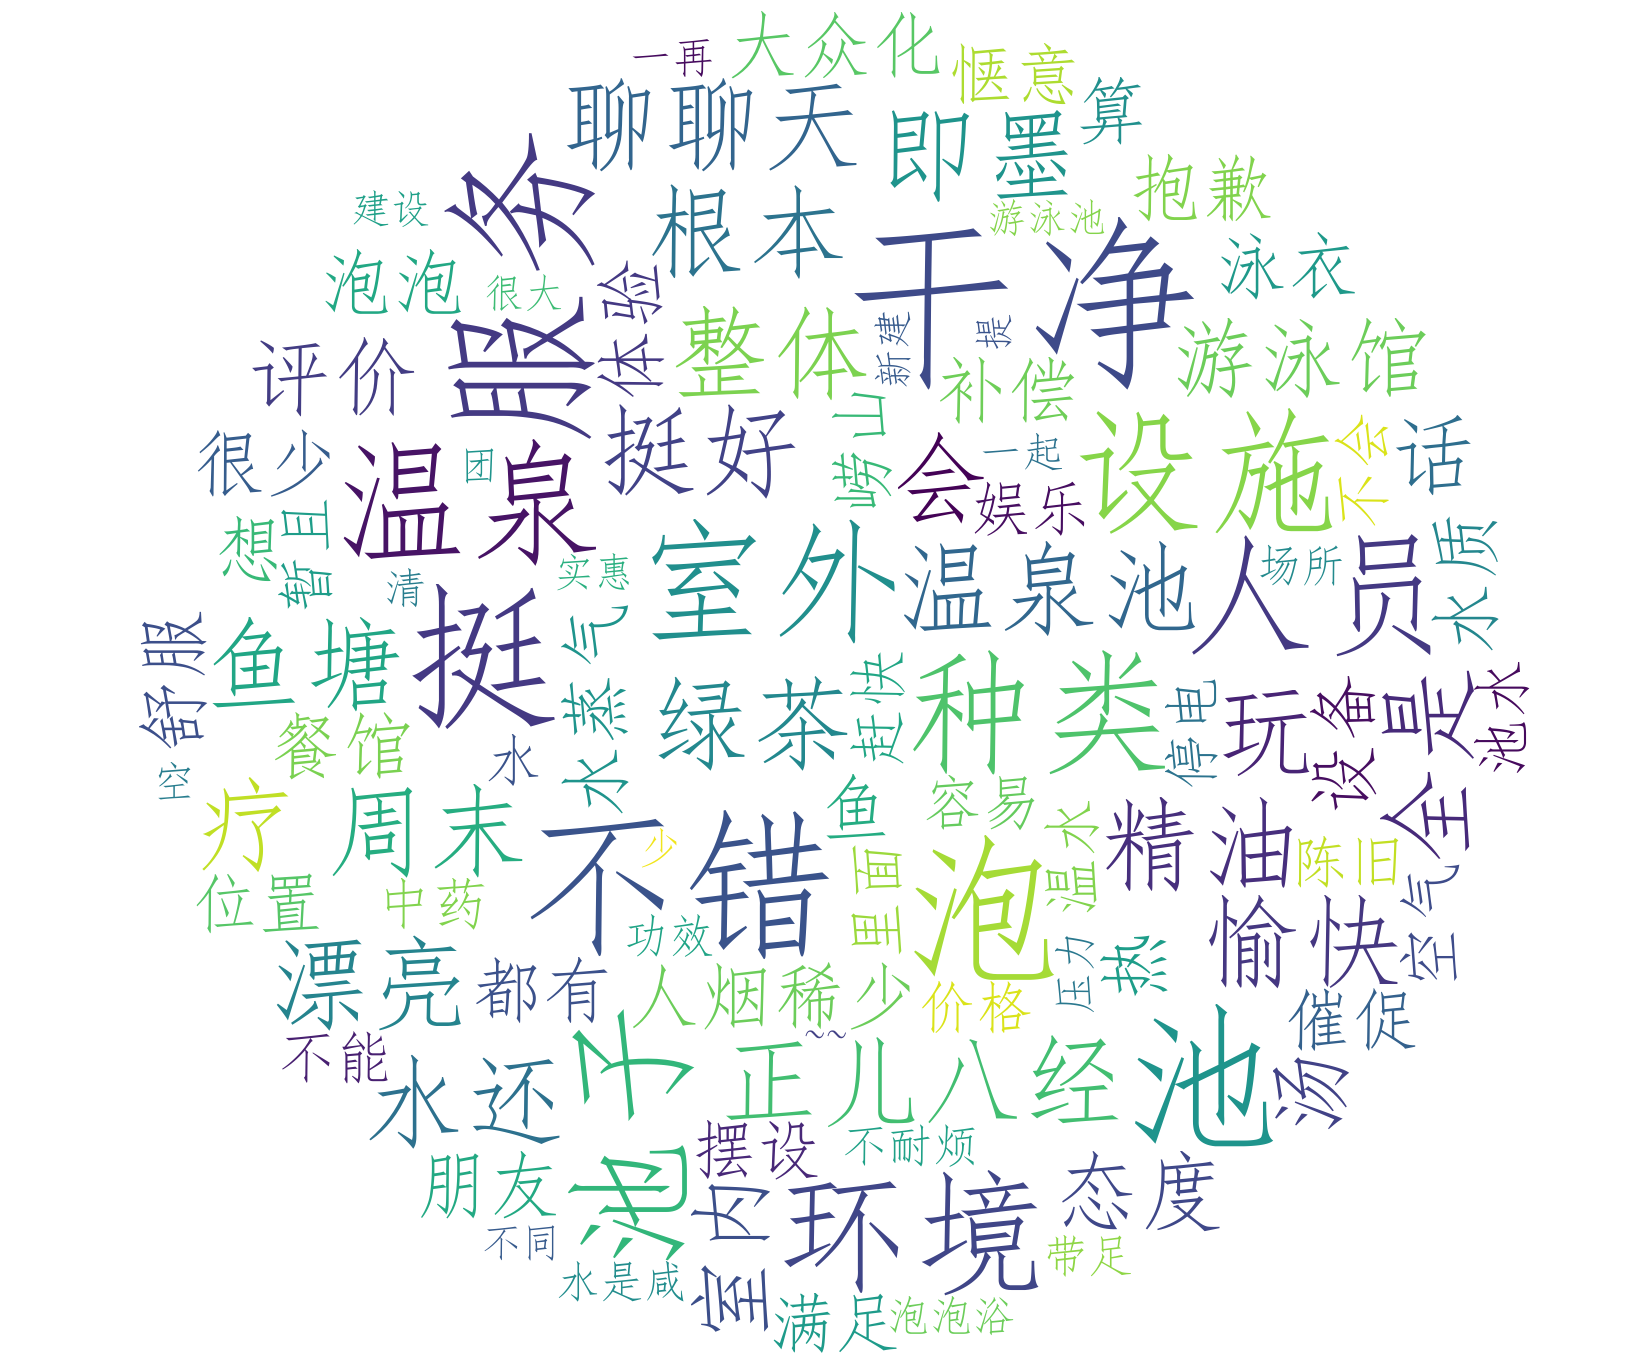 大众化
一再
惬意
聊聊天
算
即墨
服务
抱歉
根本
建设
游泳池
干净
泳衣
泡泡
很大
体验
整体
新建
提
游泳馆
评价
补偿
崂山
挺好
设施
不会
话
很少
温泉
团
会
一起
娱乐
想
暂且
室外
温泉池
人员
场所
水质
清
实惠
挺
水蒸气
舒服
鱼塘
绿茶
赶快
种类
停电
玩
设备
全是
池水
餐馆
水
空
疗
周末
不错
少
鱼
容易
温水
精油
陈旧
里面
泡
位置
中药
功效
愉快
空气
漂亮
都有
人烟稀少
价格
压力
热
催促
~~
不能
水还
池子
正儿八经
池
汤
摆设
不耐烦
朋友
室内
环境
态度
不同
带足
水是咸
满足
泡泡浴